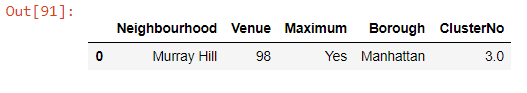 Out[91]:
Neighbourhood Venue Maximum Borough ClusterNo
0 Murray Hill 98 Yes Manhattan 3.0